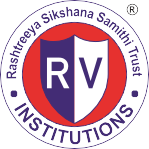 Rashtreeya Sikshana Samithi Trust
RV
• INSTITUTIONS •
®